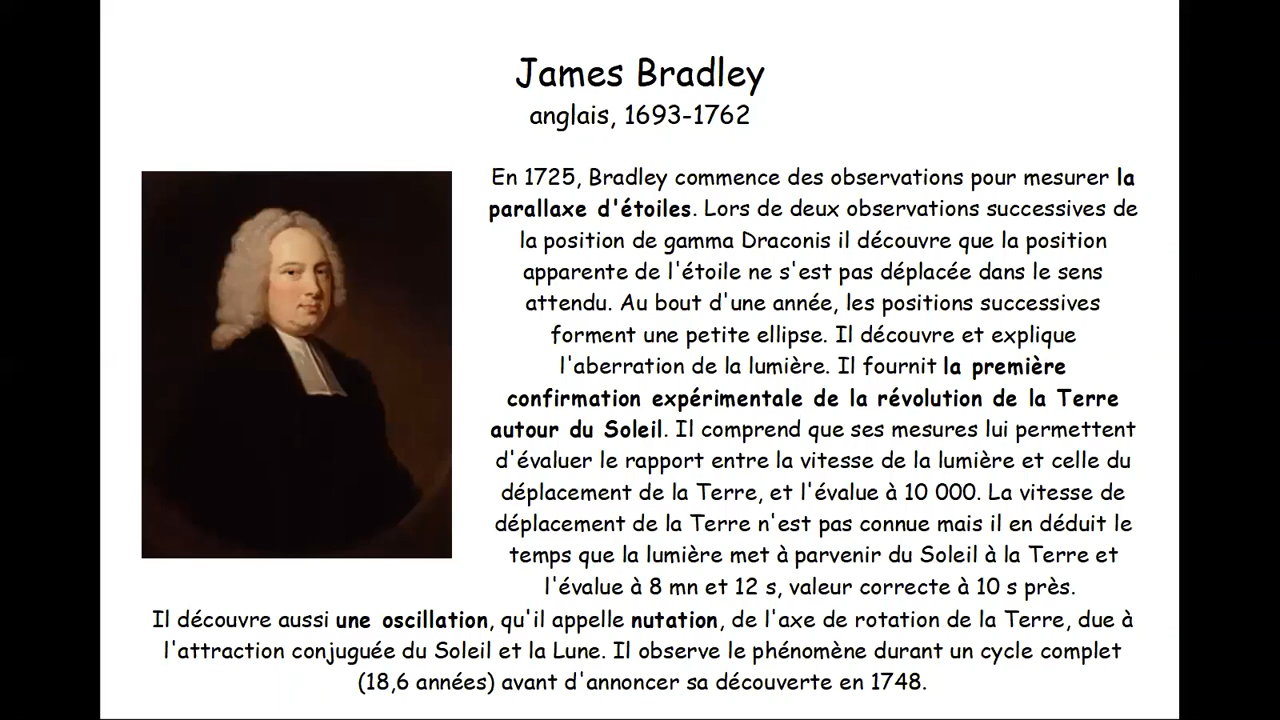 James Bradley
anglais, 1693-1762
En 1725, Bradley commence des observations pour mesurer la
parallaxe d'étoiles. Lors de deux observations successives de
la position de gamma Draconis il découvre que la position
apparente de l'étoile ne s'est pas déplacée dans le sens
attendu. Au bout d'une année, les positions successives
forment une petite ellipse. Il découvre et explique
l'aberration de la lumière. Il fournit la première
confirmation expérimentale de la révolution de la Terre
autour du Soleil. Il comprend que ses mesures lui permettent
d'évaluer le rapport entre la vitesse de la lumière et celle du
déplacement de la Terre, et l'évalue à 10 000. La vitesse de
déplacement de la Terre n'est pas connue mais il en déduit le
temps que la lumière met à parvenir du Soleil à la Terre et
l'évalue à 8 mn et 12 s, valeur correcte à 10 s près.
Il découvre aussi une oscillation, qu'il appelle nutation, de l'axe de rotation de la Terre, due à
l'attraction conjuguée du Soleil et la Lune. Il observe le phénomène durant un cycle complet
(18,6 années) avant d'annoncer sa découverte en 1748.